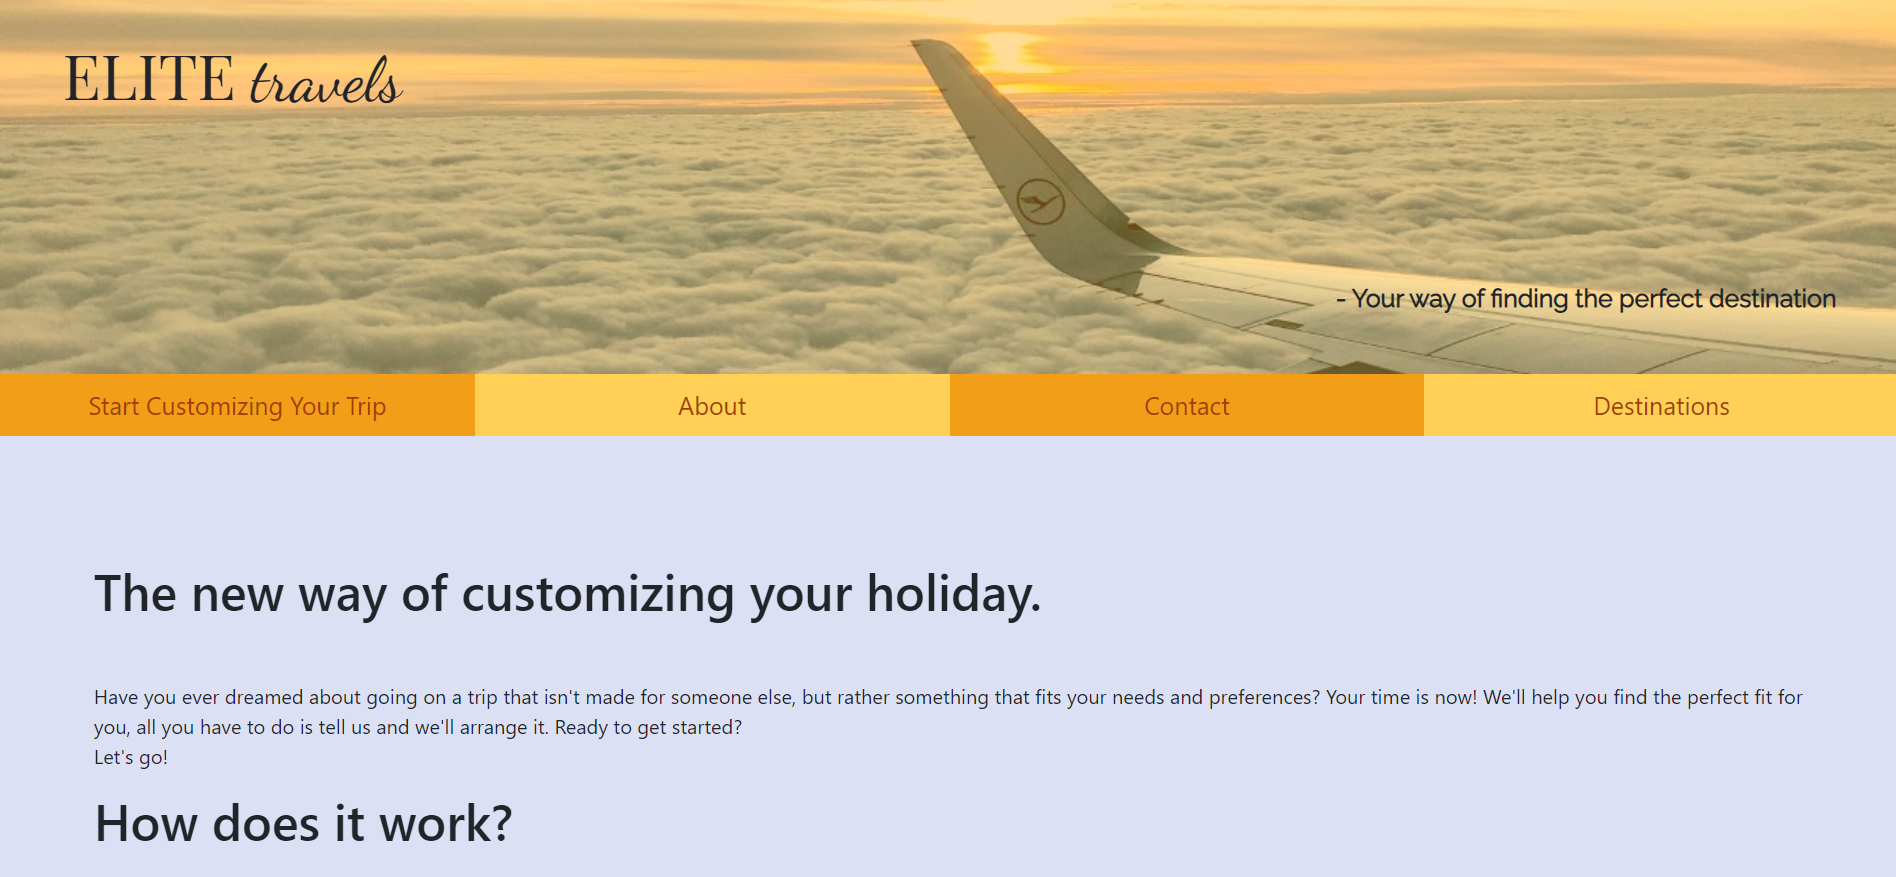 ELITE travels
- Your way of finding the perfect destination
Start Customizing Your Trip
About
Contact
Destinations
The new way of customizing your holiday.
Have you ever dreamed about going on a trip that isn't made for someone else, but rather something that fits your needs and preferences? Your time is now! We'll help you find the perfect fit for
you, all you have to do is tell us and we'll arrange it. Ready to get started?
Let's go!
How does it work?